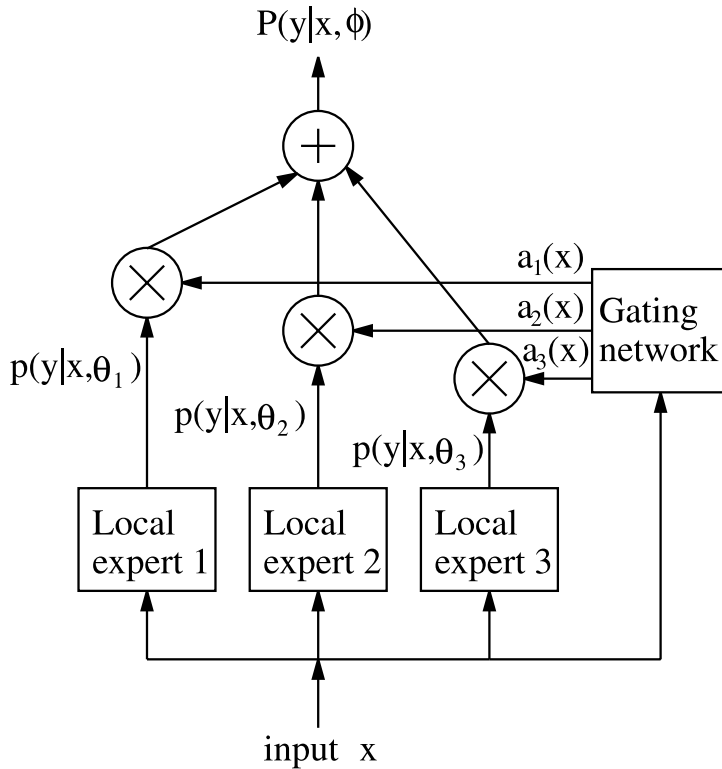 P(y|x,ϕ)
a₁(x)
a₂(x)
Gating
a₃(x)
network
p(y|x,θ₁)
p(y|x,θ₂)
p(y|x,θ₃)
Local
expert 1
Local
expert 2
Local
expert 3
input x